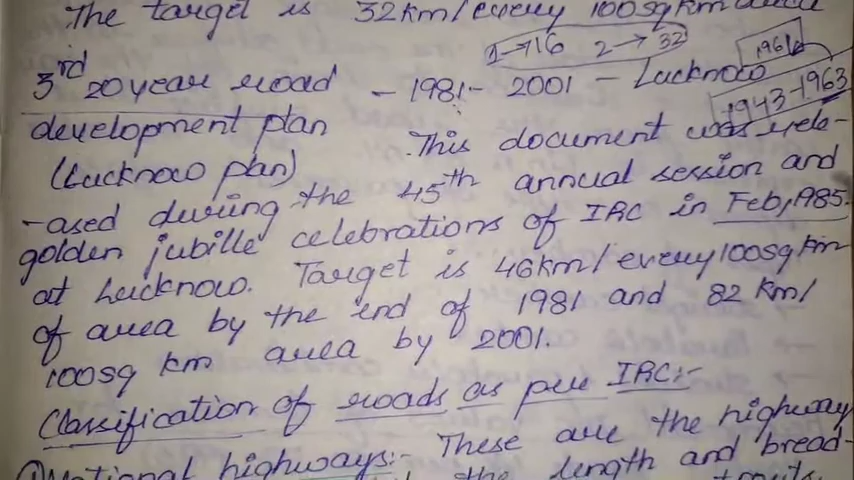 The target is 32km/every 100sqkm area
1→16 2→32
1961
1943-1963
3rd 20year road - 1981- 2001 - Lucknow
development plan This document was rele-
(Lucknow plan)
-ased during the 45th annual session and
golden jubille celebrations of IRC in Feb,1985.
at Lucknow. Target is 46km/every100sqkm
of area by the end of 1981 and 82 km/
100sq km area by 2001.
Classification of roads as per IRC:-
National highways:- These are the highway
the length and bread-